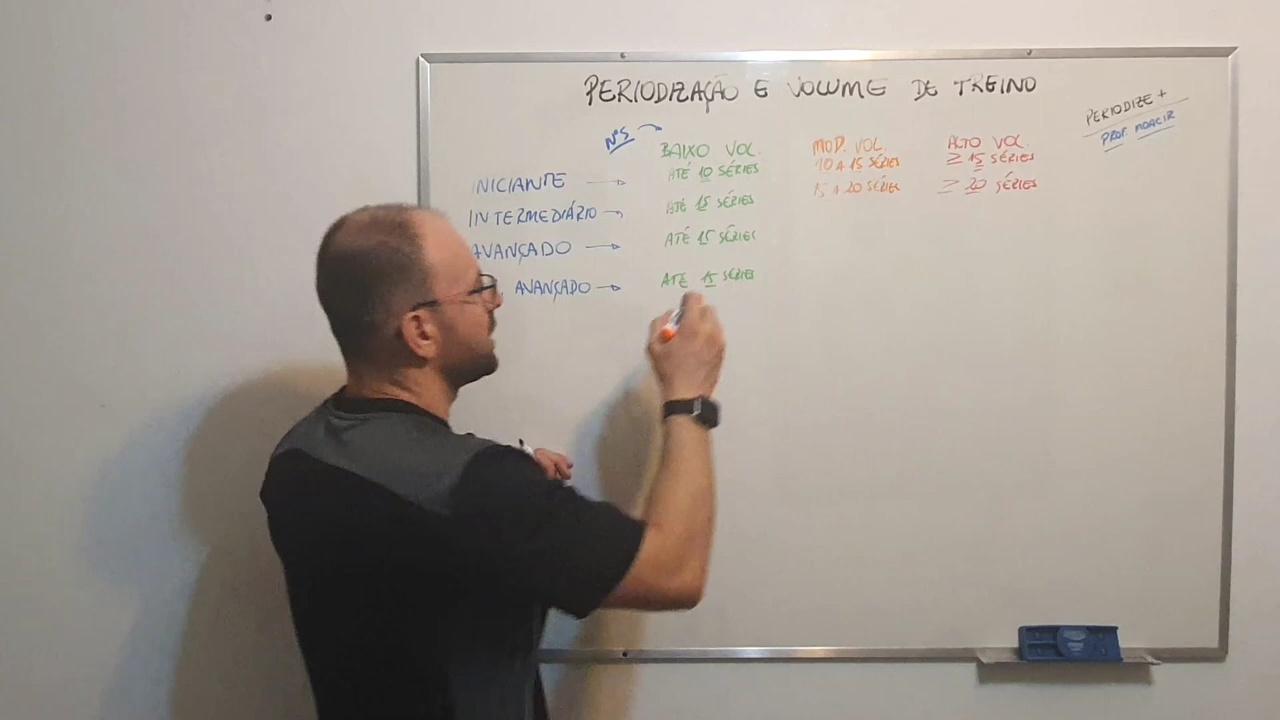 PERIODIZAÇÃO E VOLUME DE TREINO
PERIODIZE +
PROF. MOACIR
NºS
BAIXO VOL. MOD. VOL. ALTO VOL.
INICIANTE ATÉ 10 SÉRIES 10 A 15 SÉRIES ≥ 15 SÉRIES
INTERMEDIÁRIO ATÉ 15 SÉRIES 15 A 20 SÉRIES ≥ 20 SÉRIES
AVANÇADO ATÉ 15 SÉRIES
AVANÇADO ATÉ 15 SÉRIES